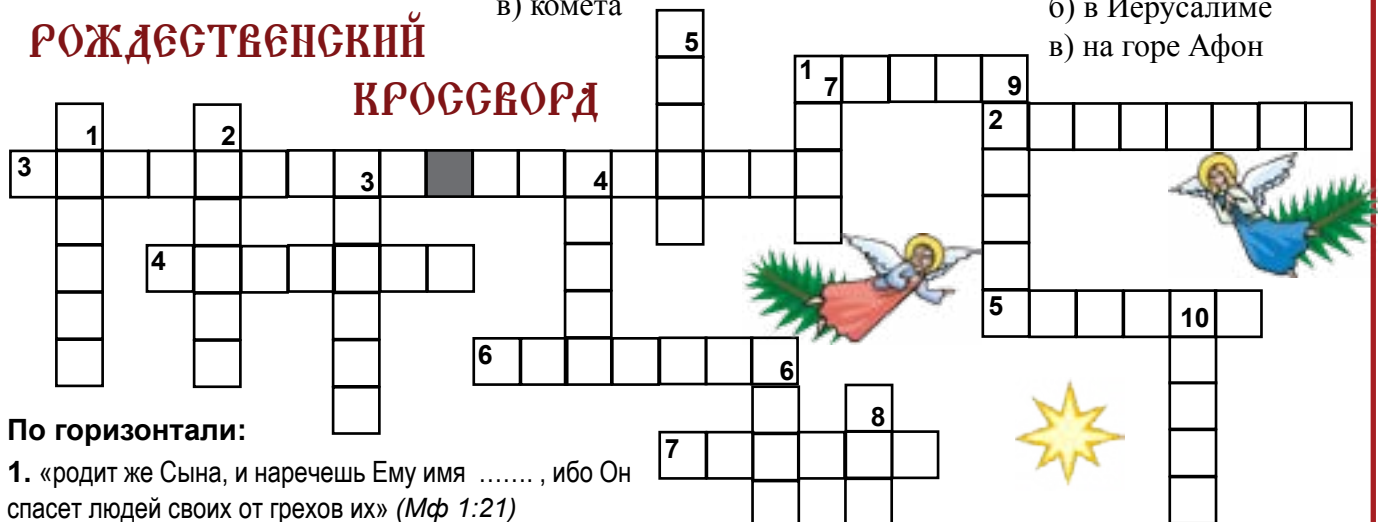 в) комета
б) в Иерусалиме
в) на горе Афон
РОЖДЕСТВЕНСКИЙ
КРОССВОРД
5
1 7 9
1 2 2
3 3 4
4
5 10
6 6
8
7
По горизонтали:
1. «родит же Сына, и наречешь Ему имя ……. , ибо Он
спасет людей своих от грехов их» (Мф 1:21)